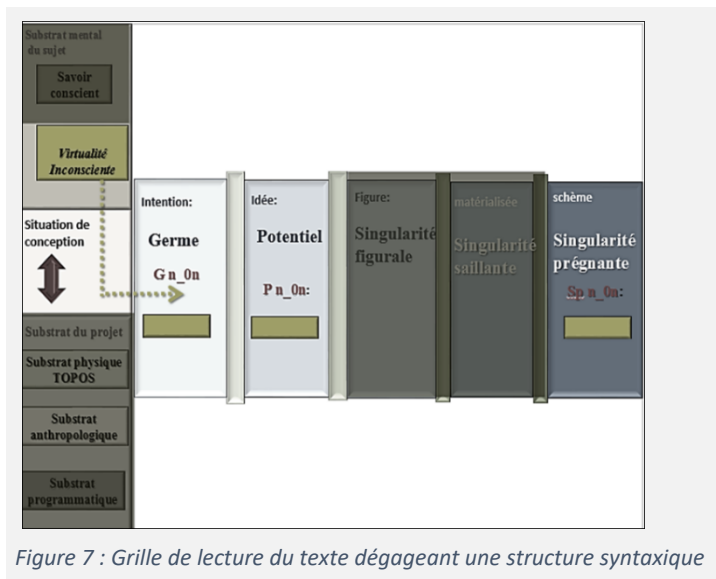 Substrat mental
du sujet
Savoir
conscient
Virtualité
Inconsciente
Situation de
conception
Substrat du projet
Substrat physique
TOPOS
Substrat
anthropologique
Substrat
programmatique
Intention:
Germe
G n_0n
Idée:
Potentiel
P n_0n:
Figure:
Singularité
figurale
matérialisée
Singularité
saillante
schème
Singularité
prégnante
Sp n_0n:
Figure 7 : Grille de lecture du texte dégageant une structure syntaxique